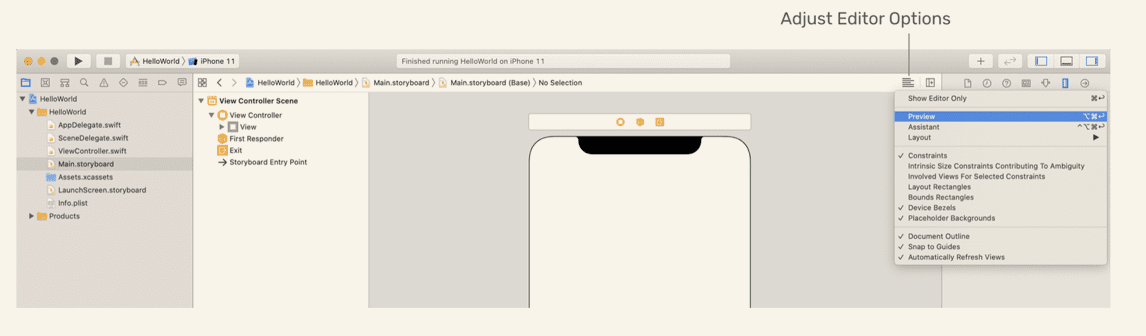 Adjust Editor Options
HelloWorld 〉 iPhone 11
Finished running HelloWorld on iPhone 11
HelloWorld 〉 HelloWorld 〉 Main.storyboard 〉 Main.storyboard (Base) 〉 No Selection
HelloWorld
HelloWorld
AppDelegate.swift
SceneDelegate.swift
ViewController.swift
Main.storyboard
Assets.xcassets
LaunchScreen.storyboard
Info.plist
Products
View Controller Scene
View Controller
View
First Responder
Exit
Storyboard Entry Point
Show Editor Only ⌘↩
Preview ⌥⌘↩
Assistant ^⌥⌘↩
Layout
✓ Constraints
Intrinsic Size Constraints Contributing To Ambiguity
Involved Views For Selected Constraints
Layout Rectangles
Bounds Rectangles
✓ Device Bezels
✓ Placeholder Backgrounds
✓ Document Outline
✓ Snap to Guides
✓ Automatically Refresh Views